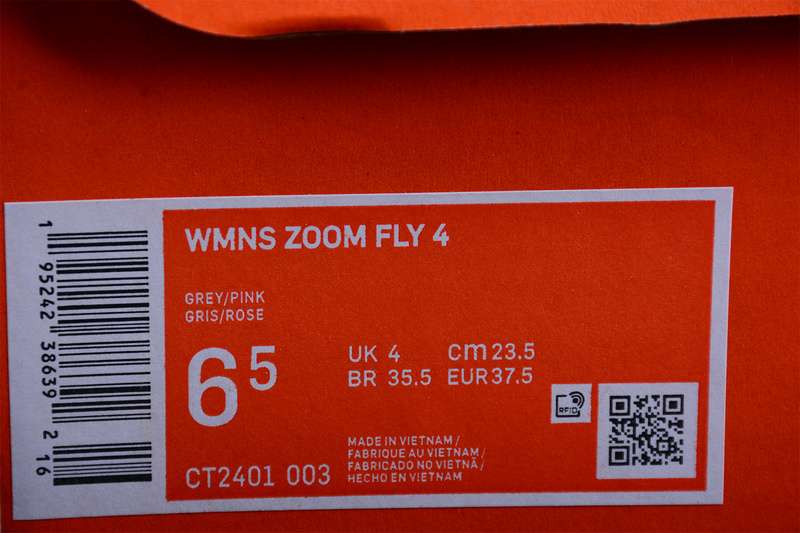 WMNS ZOOM FLY 4
GREY/PINK
GRIS/ROSE
6 5
UK 4 cm 23.5
BR 35.5 EUR 37.5
RFID
MADE IN VIETNAM /
FABRIQUE AU VIETNAM /
FABRICADO NO VIETNÃ /
HECHO EN VIETNAM
CT2401 003
1 95242 38639 2 16